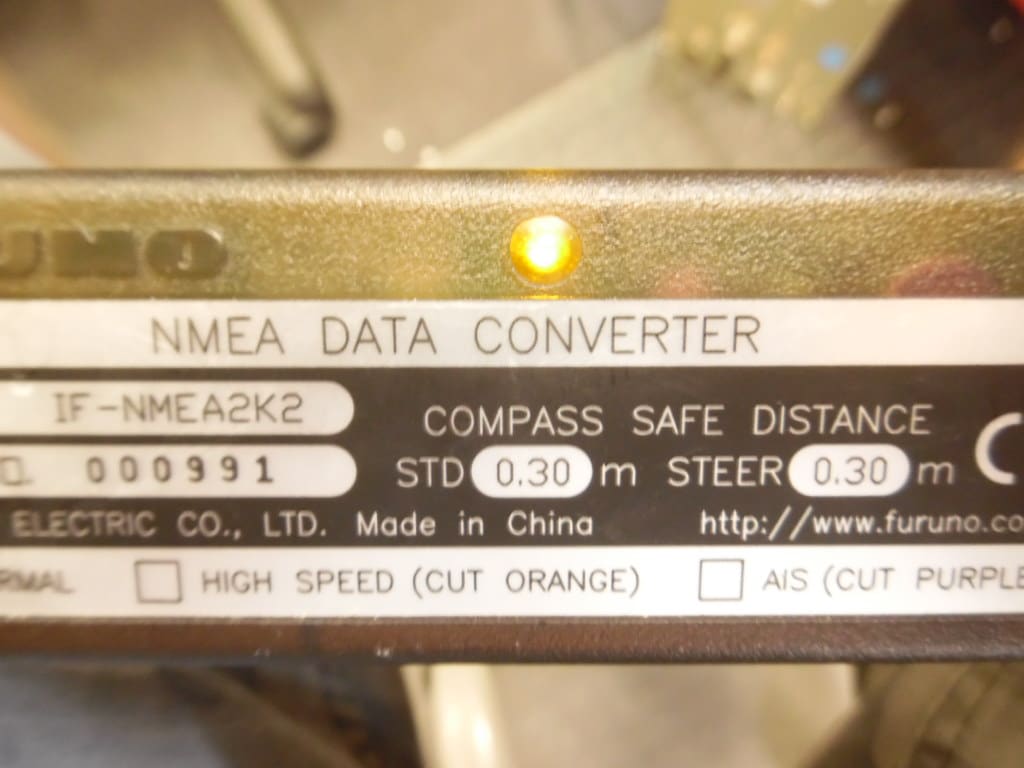 UNO
NMEA DATA CONVERTER
IF-NMEA2K2
COMPASS SAFE DISTANCE
000991
STD 0.30 m STEER 0.30 m
ELECTRIC CO., LTD. Made in China
http://www.furuno.co
RMAL HIGH SPEED (CUT ORANGE) AIS (CUT PURPLE